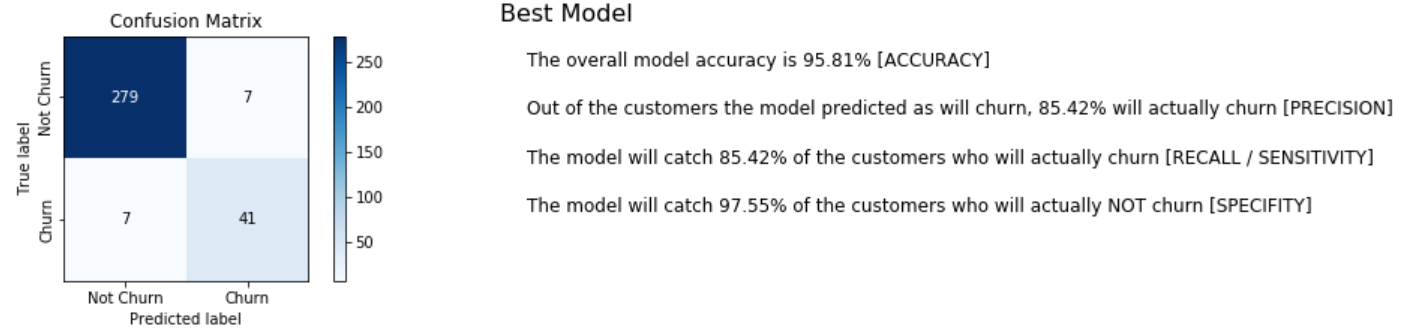 Confusion Matrix
True label
Not Churn
279
7
Churn
7
41
Not Churn
Churn
Predicted label
250
200
150
100
50
Best Model
The overall model accuracy is 95.81% [ACCURACY]
Out of the customers the model predicted as will churn, 85.42% will actually churn [PRECISION]
The model will catch 85.42% of the customers who will actually churn [RECALL / SENSITIVITY]
The model will catch 97.55% of the customers who will actually NOT churn [SPECIFITY]